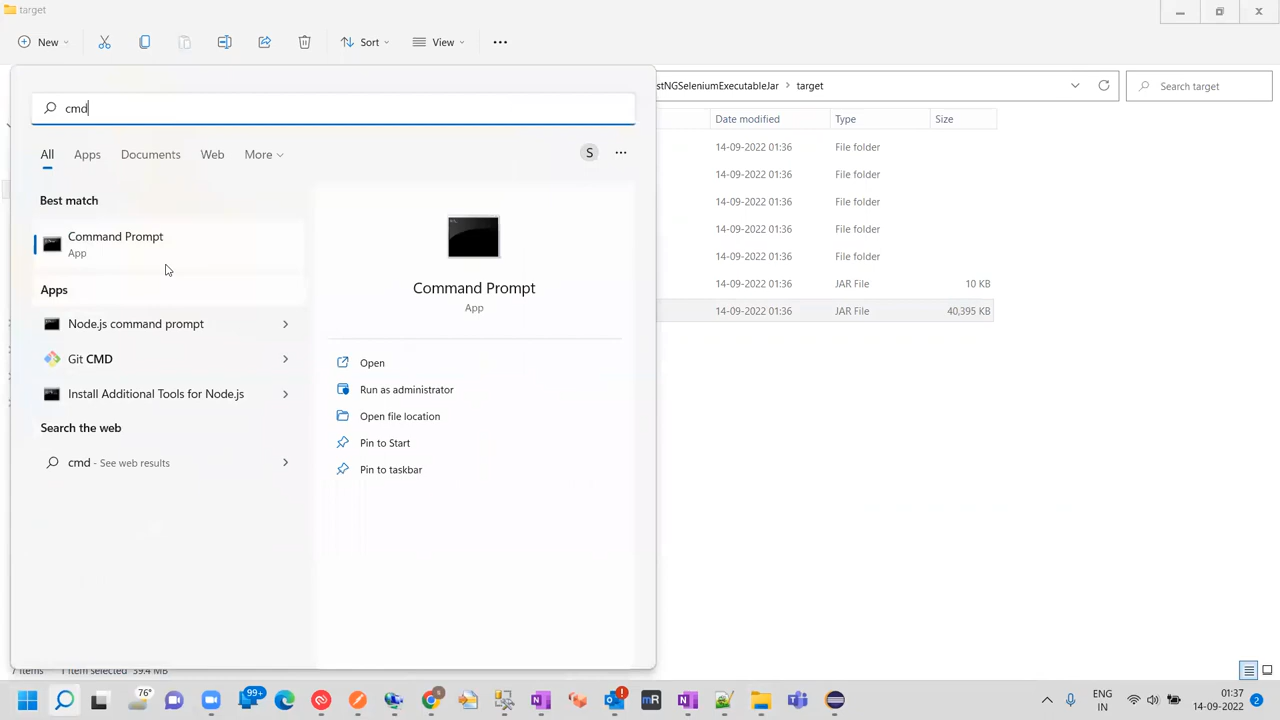 target
New
Sort
View
stNGSeleniumExecutableJar
target
Search target
cmd
All
Apps
Documents
Web
More
S
Best match
Command Prompt
App
Apps
Node.js command prompt
Git CMD
Install Additional Tools for Node.js
Search the web
cmd - See web results
Command Prompt
App
Open
Run as administrator
Open file location
Pin to Start
Pin to taskbar
Date modified
Type
Size
14-09-2022 01:36
File folder
14-09-2022 01:36
File folder
14-09-2022 01:36
File folder
14-09-2022 01:36
File folder
14-09-2022 01:36
File folder
14-09-2022 01:36
JAR File
10 KB
14-09-2022 01:36
JAR File
40,395 KB
7 items
1 item selected 39.4 MB
76°
99+
mR
ENG
IN
01:37
14-09-2022
2